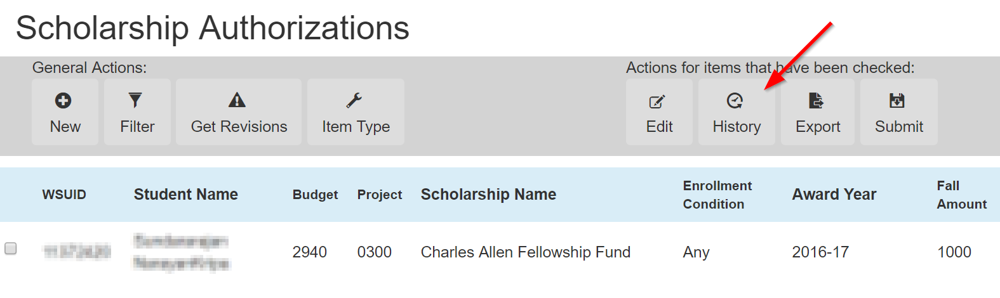 Scholarship Authorizations
General Actions:
Actions for items that have been checked:
New
Filter
Get Revisions
Item Type
Edit
History
Export
Submit
WSUID
Student Name
Budget
Project
Scholarship Name
Enrollment
Condition
Award Year
Fall
Amount
2940
0300
Charles Allen Fellowship Fund
Any
2016-17
1000